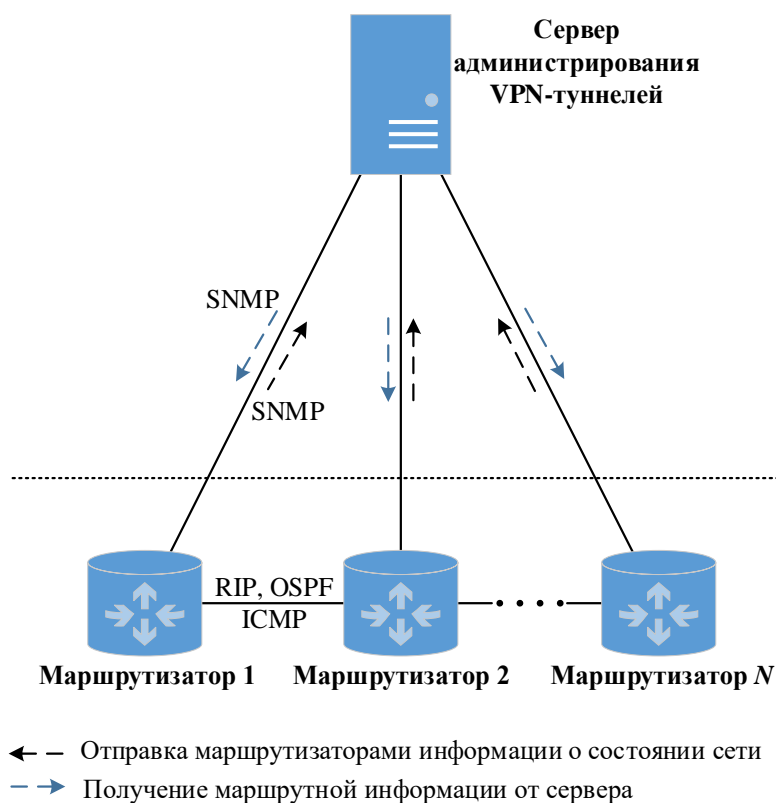 Сервер
администрирования
VPN-туннелей
SNMP
SNMP
RIP, OSPF
ICMP
Маршрутизатор 1
Маршрутизатор 2
Маршрутизатор N
Отправка маршрутизаторами информации о состоянии сети
Получение маршрутной информации от сервера